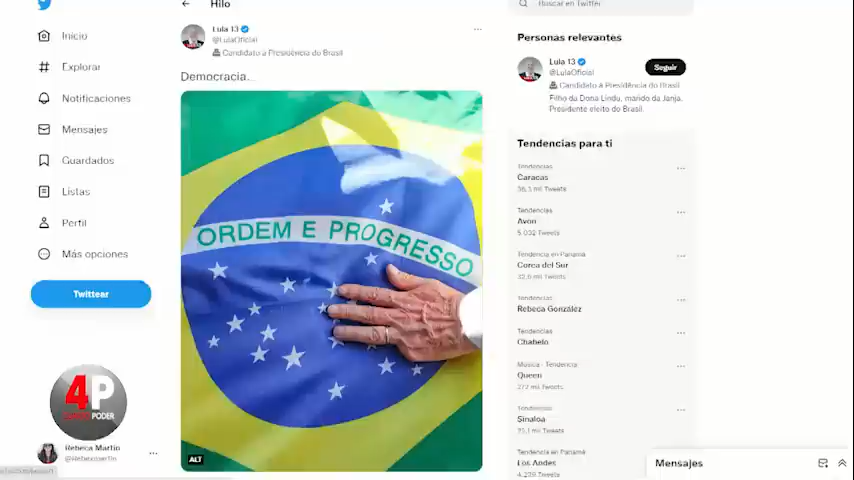 Hilo
Buscar en Twitter
Inicio
Explorar
Notificaciones
Mensajes
Guardados
Listas
Perfil
Más opciones
Twittear
4P
PODER
Rebeca Martín
Lula 13
@LulaOficial
Candidato a Presidência do Brasil
Democracia.
ORDEM E PROGRESSO
ALT
Personas relevantes
Lula 13
@LulaOficial
Seguir
Candidato à Presidência do Brasil
Filho da Dona Lindu, marido da Janja.
Presidente eleito do Brasil.
Tendencias para ti
Tendencias
Caracas
Tendencias
Avon
5.032 Tweets
Tendencia en Panamá
Corea del Sur
Tendencias
Rebeca González
Tendencias
Chabelo
Música · Tendencia
Queen
Tendencias
Sinaloa
Tendencia en Panamá
Los Andes
4.229 Tweets
Mensajes